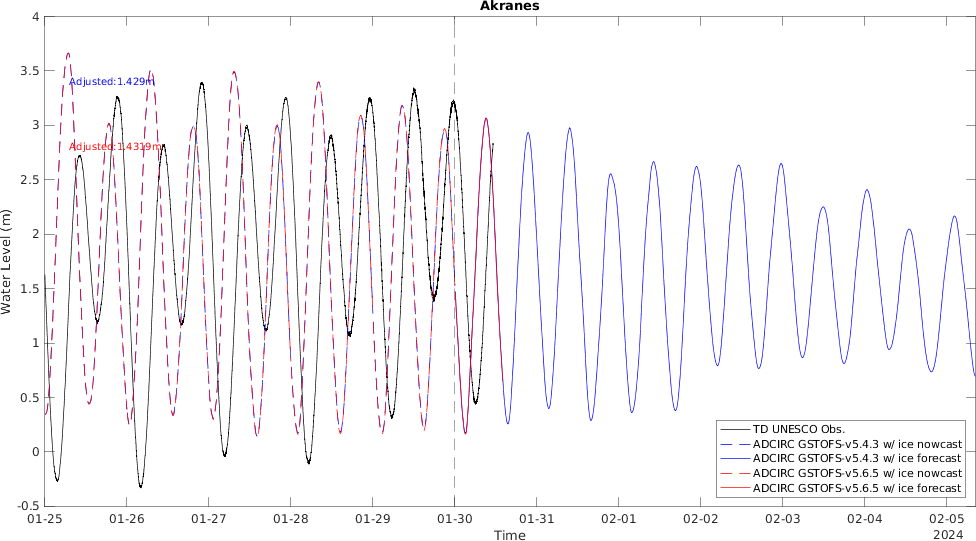 Akranes
4
3.5
3
2.5
2
1.5
1
0.5
0
-0.5
Water Level (m)
Adjusted:1.429m
Adjusted:1.4319m
TD UNESCO Obs.
ADCIRC GSTOFS-v5.4.3 w/ ice nowcast
ADCIRC GSTOFS-v5.4.3 w/ ice forecast
ADCIRC GSTOFS-v5.6.5 w/ ice nowcast
ADCIRC GSTOFS-v5.6.5 w/ ice forecast
01-25 01-26 01-27 01-28 01-29 01-30 01-31 02-01 02-02 02-03 02-04 02-05
Time
2024